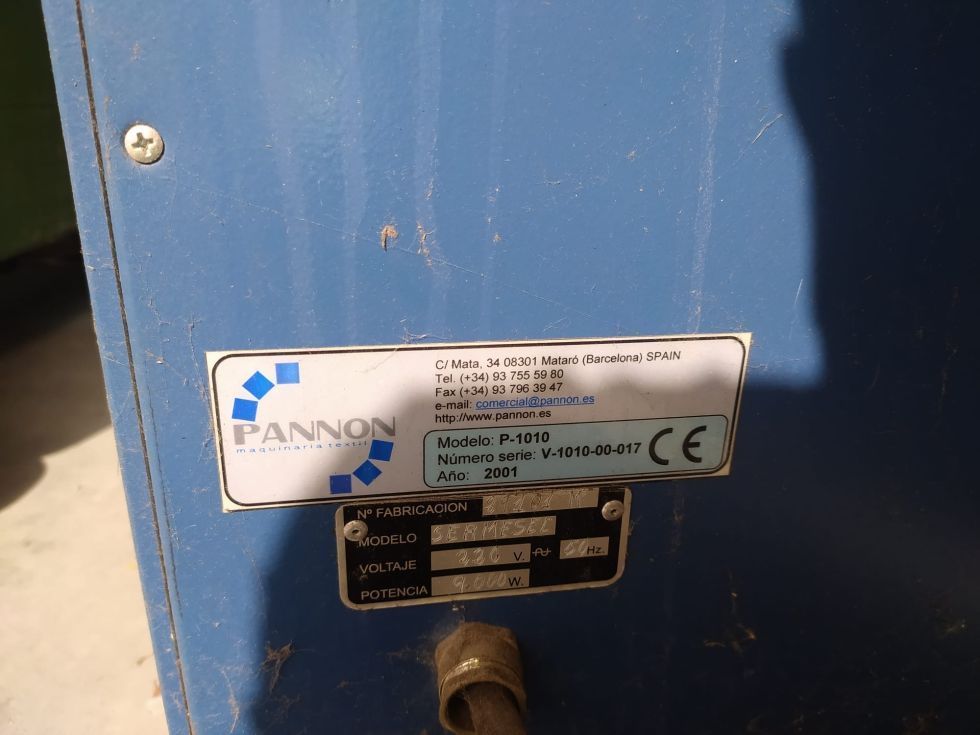 C/ Mata, 34 08301 Mataró (Barcelona) SPAIN
Tel. (+34) 93 755 59 80
Fax (+34) 93 796 39 47
e-mail: comercial@pannon.es
http://www.pannon.es
PANNON
maquinaria textil
Modelo: P-1010
Número serie: V-1010-00-017
Año: 2001
CE
Nº FABRICACION
MODELO
VOLTAJE V. Hz.
POTENCIA W.